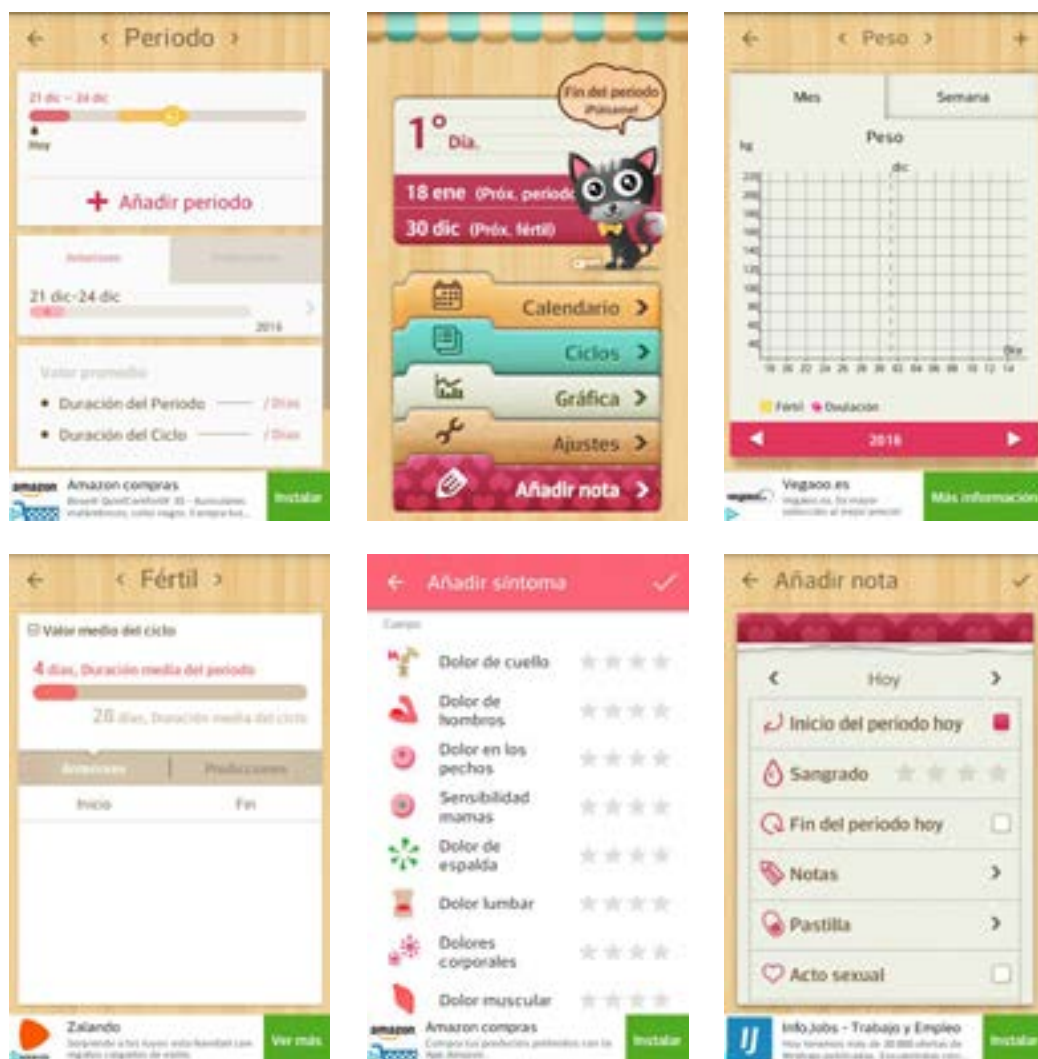 Periodo
21 dic - 24 dic
Hoy
+ Añadir periodo
Anteriores
21 dic-24 dic
2016
Valor promedio
Duración del Periodo /Días
Duración del Ciclo /Días
amazon
Amazon compras
Instalar
Fin del periodo
¡Púlsame!
1º Día.
18 ene (Próx. periodo
30 dic (Próx. fértil)
Calendario
Ciclos
Gráfica
Ajustes
Añadir nota
Peso
Mes
Semana
Peso
kg
dic
Día
Fértil
Ovulación
2016
Vegaoo.es
Más información
Fértil
Valor medio del ciclo
4 días, Duración media del periodo
28 días, Duración media del ciclo
Anteriores
Predicciones
Inicio
Fin
Zalando
Ver más
Añadir síntoma
Cuerpo
Dolor de cuello
Dolor de
hombros
Dolor en los
pechos
Sensibilidad
mamas
Dolor de
espalda
Dolor lumbar
Dolores
corporales
Dolor muscular
amazon
Amazon compras
Instalar
Añadir nota
Hoy
Inicio del periodo hoy
Sangrado
Fin del periodo hoy
Notas
Pastilla
Acto sexual
InfoJobs - Trabajo y Empleo
Instalar